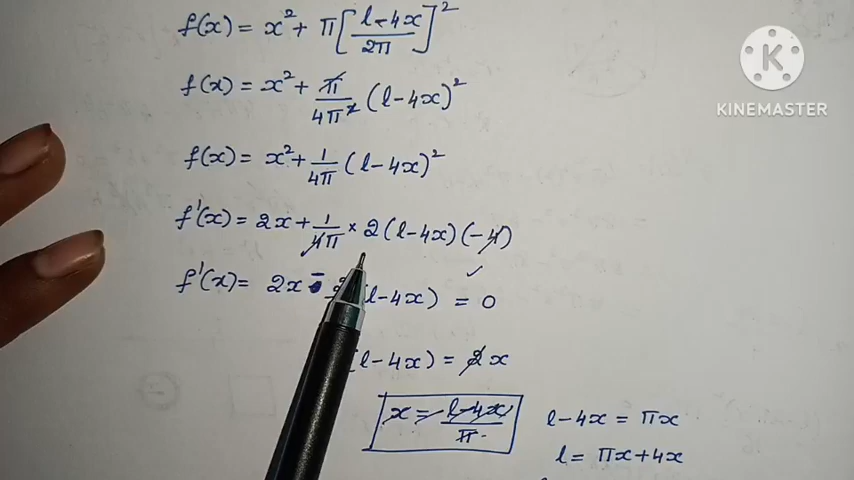 f(x) = x² + π[(l-4x)/2π]²
KINEMASTER
f(x) = x² + π/4π² (l-4x)²
f(x) = x² + 1/4π (l-4x)²
f'(x) = 2x + 1/4π × 2(l-4x)(-4)
f'(x) = 2x - (l-4x) = 0
(l-4x) = 2x
x = (l-4x)/π
l-4x = πx
l = πx+4x